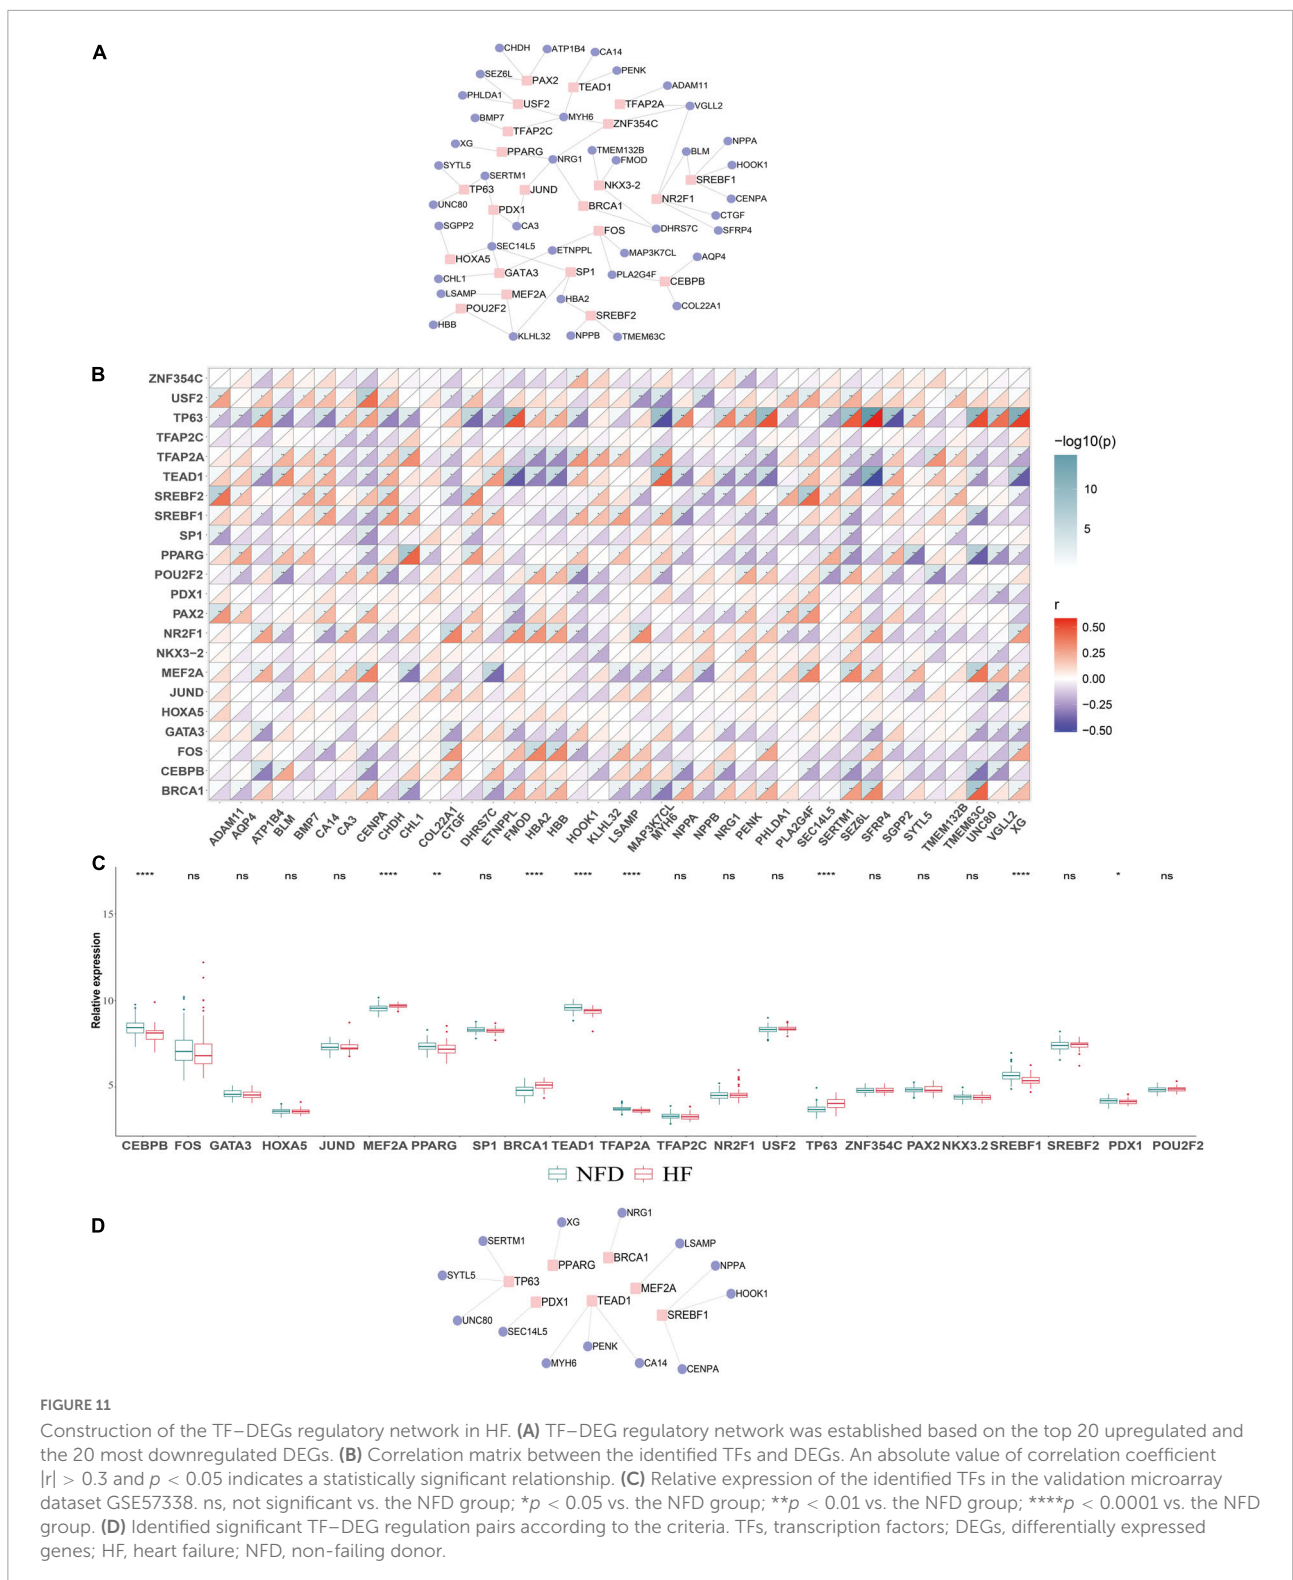 A
CHDH
ATP1B4
CA14
SEZ6L
PAX2
PENK
TEAD1
ADAM11
PHLDA1
USF2
TFAP2A
VGLL2
BMP7
MYH6
ZNF354C
TFAP2C
XG
PPARG
NRG1
TMEM132B
FMOD
BLM
NPPA
SYTL5
HOOK1
SERTM1
TP63
JUND
NKX3-2
SREBF1
UNC80
PDX1
BRCA1
NR2F1
CENPA
CTGF
SGPP2
CA3
FOS
DHRS7C
SFRP4
SEC14L5
ETNPPL
MAP3K7CL
AQP4
HOXA5
GATA3
SP1
PLA2G4F
CEBPB
CHL1
LSAMP
MEF2A
HBA2
COL22A1
POU2F2
SREBF2
HBB
KLHL32
NPPB
TMEM63C
B
ZNF354C
USF2
TP63
TFAP2C
TFAP2A
TEAD1
SREBF2
SREBF1
SP1
PPARG
POU2F2
PDX1
PAX2
NR2F1
NKX3−2
MEF2A
JUND
HOXA5
GATA3
FOS
CEBPB
BRCA1
−log10(p)
10
5
r
0.50
0.25
0.00
−0.25
−0.50
ADAM11 AQP4 ATP1B4 BLM BMP7 CA14 CA3 CENPA CHDH CHL1 COL22A1 CTGF DHRS7C ETNPPL FMOD HBA2 HBB HOOK1 KLHL32 LSAMP MAP3K7CL MYH6 NPPA NPPB NRG1 PENK PHLDA1 PLA2G4F SEC14L5 SERTM1 SEZ6L SFRP4 SGPP2 SYTL5 TMEM132B TMEM63C UNC80 VGLL2 XG
C
**** ns ns ns ns **** ** ns **** **** **** ns ns ns **** ns ns ns **** ns * ns
Relative expression
15
10
5
CEBPB FOS GATA3 HOXA5 JUND MEF2A PPARG SP1 BRCA1 TEAD1 TFAP2A TFAP2C NR2F1 USF2 TP63 ZNF354C PAX2 NKX3.2 SREBF1 SREBF2 PDX1 POU2F2
NFD HF
D
NRG1
XG
SERTM1
LSAMP
BRCA1
PPARG
NPPA
SYTL5
TP63
MEF2A
HOOK1
PDX1
TEAD1
SREBF1
UNC80
SEC14L5
PENK
MYH6
CA14
CENPA
FIGURE 11
Construction of the TF–DEGs regulatory network in HF. (A) TF–DEG regulatory network was established based on the top 20 upregulated and
the 20 most downregulated DEGs. (B) Correlation matrix between the identified TFs and DEGs. An absolute value of correlation coefficient
|r| > 0.3 and p < 0.05 indicates a statistically significant relationship. (C) Relative expression of the identified TFs in the validation microarray
dataset GSE57338. ns, not significant vs. the NFD group; *p < 0.05 vs. the NFD group; **p < 0.01 vs. the NFD group; ****p < 0.0001 vs. the NFD
group. (D) Identified significant TF–DEG regulation pairs according to the criteria. TFs, transcription factors; DEGs, differentially expressed
genes; HF, heart failure; NFD, non-failing donor.